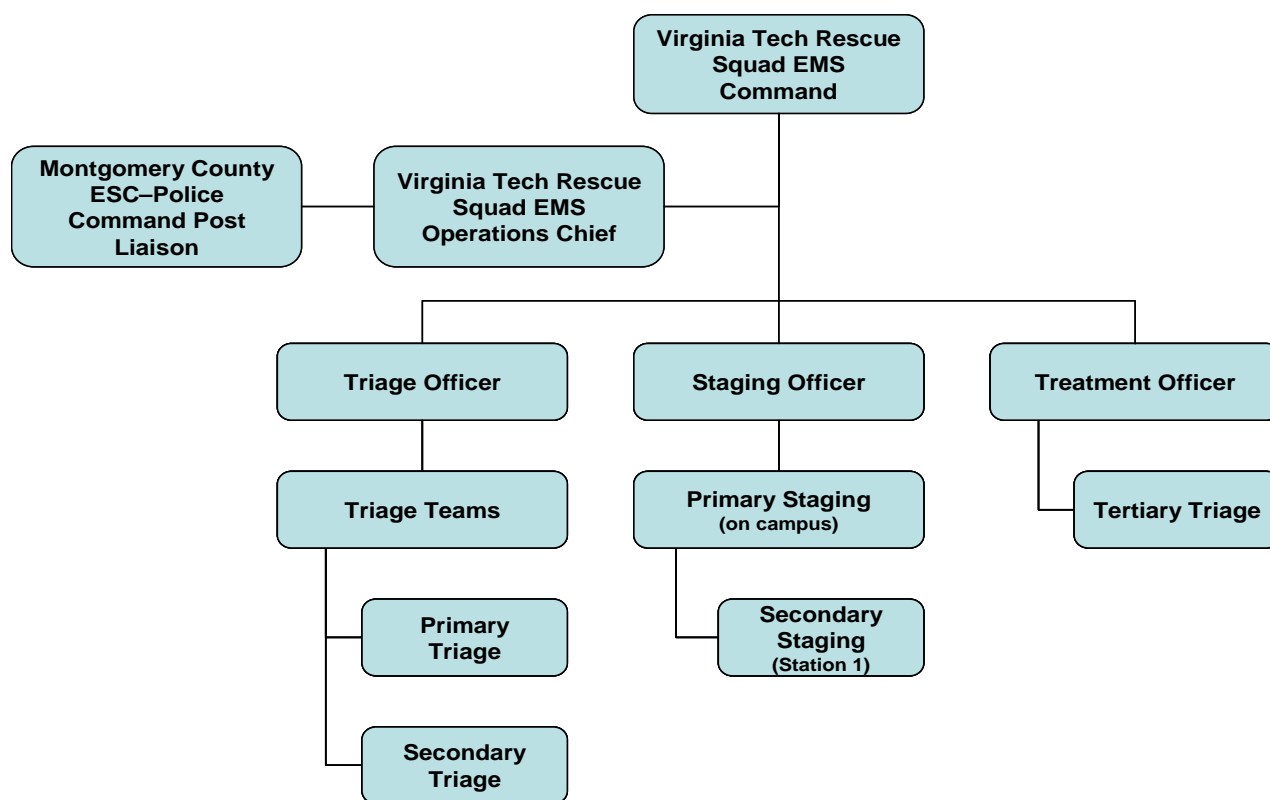 Virginia Tech Rescue
Squad EMS
Command
Montgomery County
ESC–Police
Command Post
Liaison
Virginia Tech Rescue
Squad EMS
Operations Chief
Triage Officer
Staging Officer
Treatment Officer
Triage Teams
Primary Staging
(on campus)
Tertiary Triage
Primary
Triage
Secondary
Staging
(Station 1)
Secondary
Triage